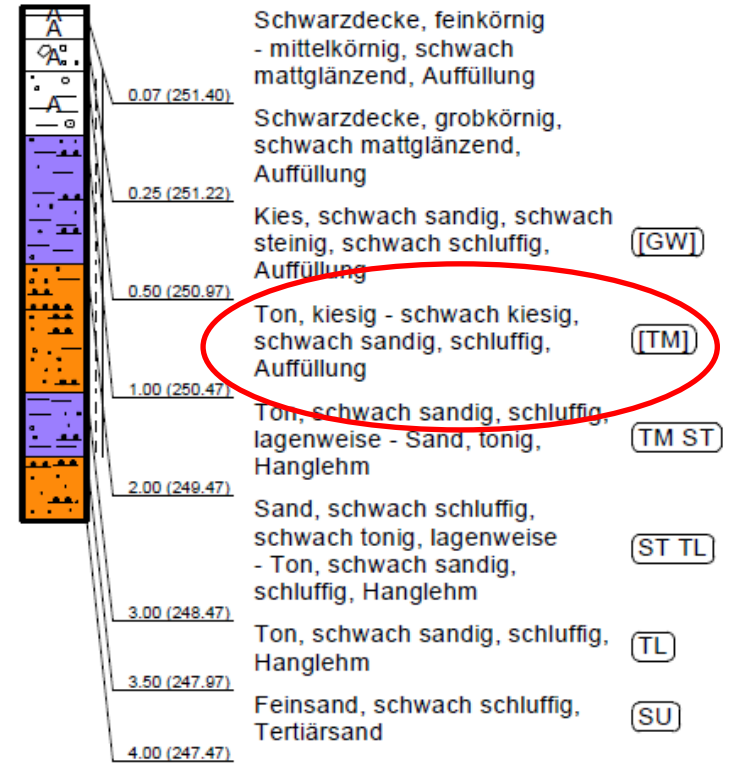 A
A
A
A
Schwarzdecke, feinkörnig
- mittelkörnig, schwach
mattglänzend, Auffüllung
0.07 (251.40)
Schwarzdecke, grobkörnig,
schwach mattglänzend,
Auffüllung
0.25 (251.22)
Kies, schwach sandig, schwach
steinig, schwach schluffig, [GW]
Auffüllung
0.50 (250.97)
Ton, kiesig - schwach kiesig,
schwach sandig, schluffig, [TM]
Auffüllung
1.00 (250.47)
Ton, schwach sandig, schluffig,
lagenweise - Sand, tonig, TM ST
Hanglehm
2.00 (249.47)
Sand, schwach schluffig,
schwach tonig, lagenweise
- Ton, schwach sandig, ST TL
schluffig, Hanglehm
3.00 (248.47)
Ton, schwach sandig, schluffig, TL
Hanglehm
3.50 (247.97)
Feinsand, schwach schluffig, SU
Tertiärsand
4.00 (247.47)